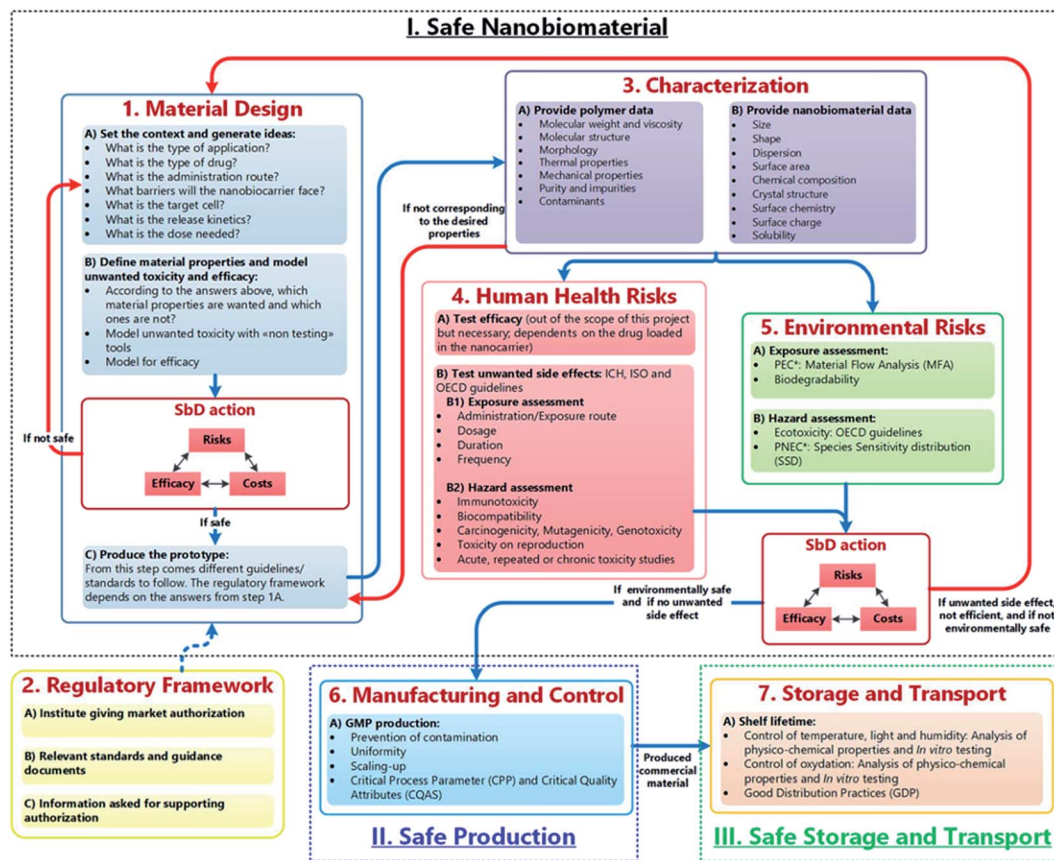 I. Safe Nanobiomaterial
1. Material Design
A) Set the context and generate ideas:
• What is the type of application?
• What is the type of drug?
• What is the administration route?
• What barriers will the nanobiocarrier face?
• What is the target cell?
• What is the release kinetics?
• What is the dose needed?
B) Define material properties and model
unwanted toxicity and efficacy:
• According to the answers above, which
material properties are wanted and which
ones are not?
• Model unwanted toxicity with «non testing»
tools
• Model for efficacy
SbD action
Risks
Efficacy
Costs
If not safe
If safe
C) Produce the prototype:
From this step comes different guidelines/
standards to follow. The regulatory framework
depends on the answers from step 1A.
2. Regulatory Framework
A) Institute giving market authorization
B) Relevant standards and guidance
documents
C) Information asked for supporting
authorization
3. Characterization
A) Provide polymer data
• Molecular weight and viscosity
• Molecular structure
• Morphology
• Thermal properties
• Mechanical properties
• Purity and impurities
• Contaminants
B) Provide nanobiomaterial data
• Size
• Shape
• Dispersion
• Surface area
• Chemical composition
• Crystal structure
• Surface chemistry
• Surface charge
• Solubility
If not corresponding
to the desired
properties
4. Human Health Risks
A) Test efficacy (out of the scope of this project
but necessary; dependents on the drug loaded
in the nanocarrier)
B) Test unwanted side effects: ICH, ISO and
OECD guidelines
B1) Exposure assessment
• Administration/Exposure route
• Dosage
• Duration
• Frequency
B2) Hazard assessment
• Immunotoxicity
• Biocompatibility
• Carcinogenicity, Mutagenicity, Genotoxicity
• Toxicity on reproduction
• Acute, repeated or chronic toxicity studies
5. Environmental Risks
A) Exposure assessment:
• PEC*: Material Flow Analysis (MFA)
• Biodegradability
B) Hazard assessment:
• Ecotoxicity: OECD guidelines
• PNEC*: Species Sensitivity distribution
(SSD)
SbD action
Risks
Efficacy
Costs
If environmentally safe
and if no unwanted
side effect
If unwanted side effect,
not efficient, and if not
environmentally safe
6. Manufacturing and Control
A) GMP production:
• Prevention of contamination
• Uniformity
• Scaling-up
• Critical Process Parameter (CPP) and Critical Quality
Attributes (CQAS)
II. Safe Production
Produced
commercial
material
7. Storage and Transport
A) Shelf lifetime:
• Control of temperature, light and humidity: Analysis of
physico-chemical properties and In vitro testing
• Control of oxydation: Analysis of physico-chemical
properties and In vitro testing
• Good Distribution Practices (GDP)
III. Safe Storage and Transport